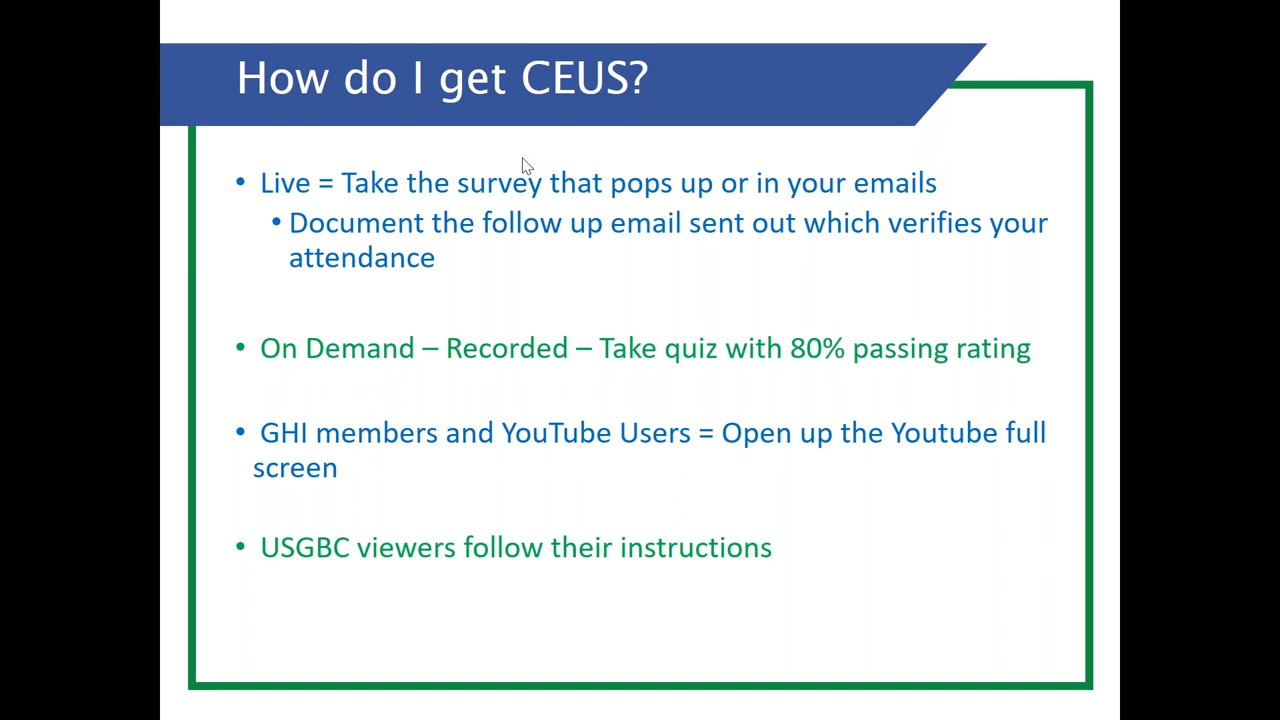 How do I get CEUS?
• Live = Take the survey that pops up or in your emails
• Document the follow up email sent out which verifies your
attendance
• On Demand – Recorded – Take quiz with 80% passing rating
• GHI members and YouTube Users = Open up the Youtube full
screen
• USGBC viewers follow their instructions